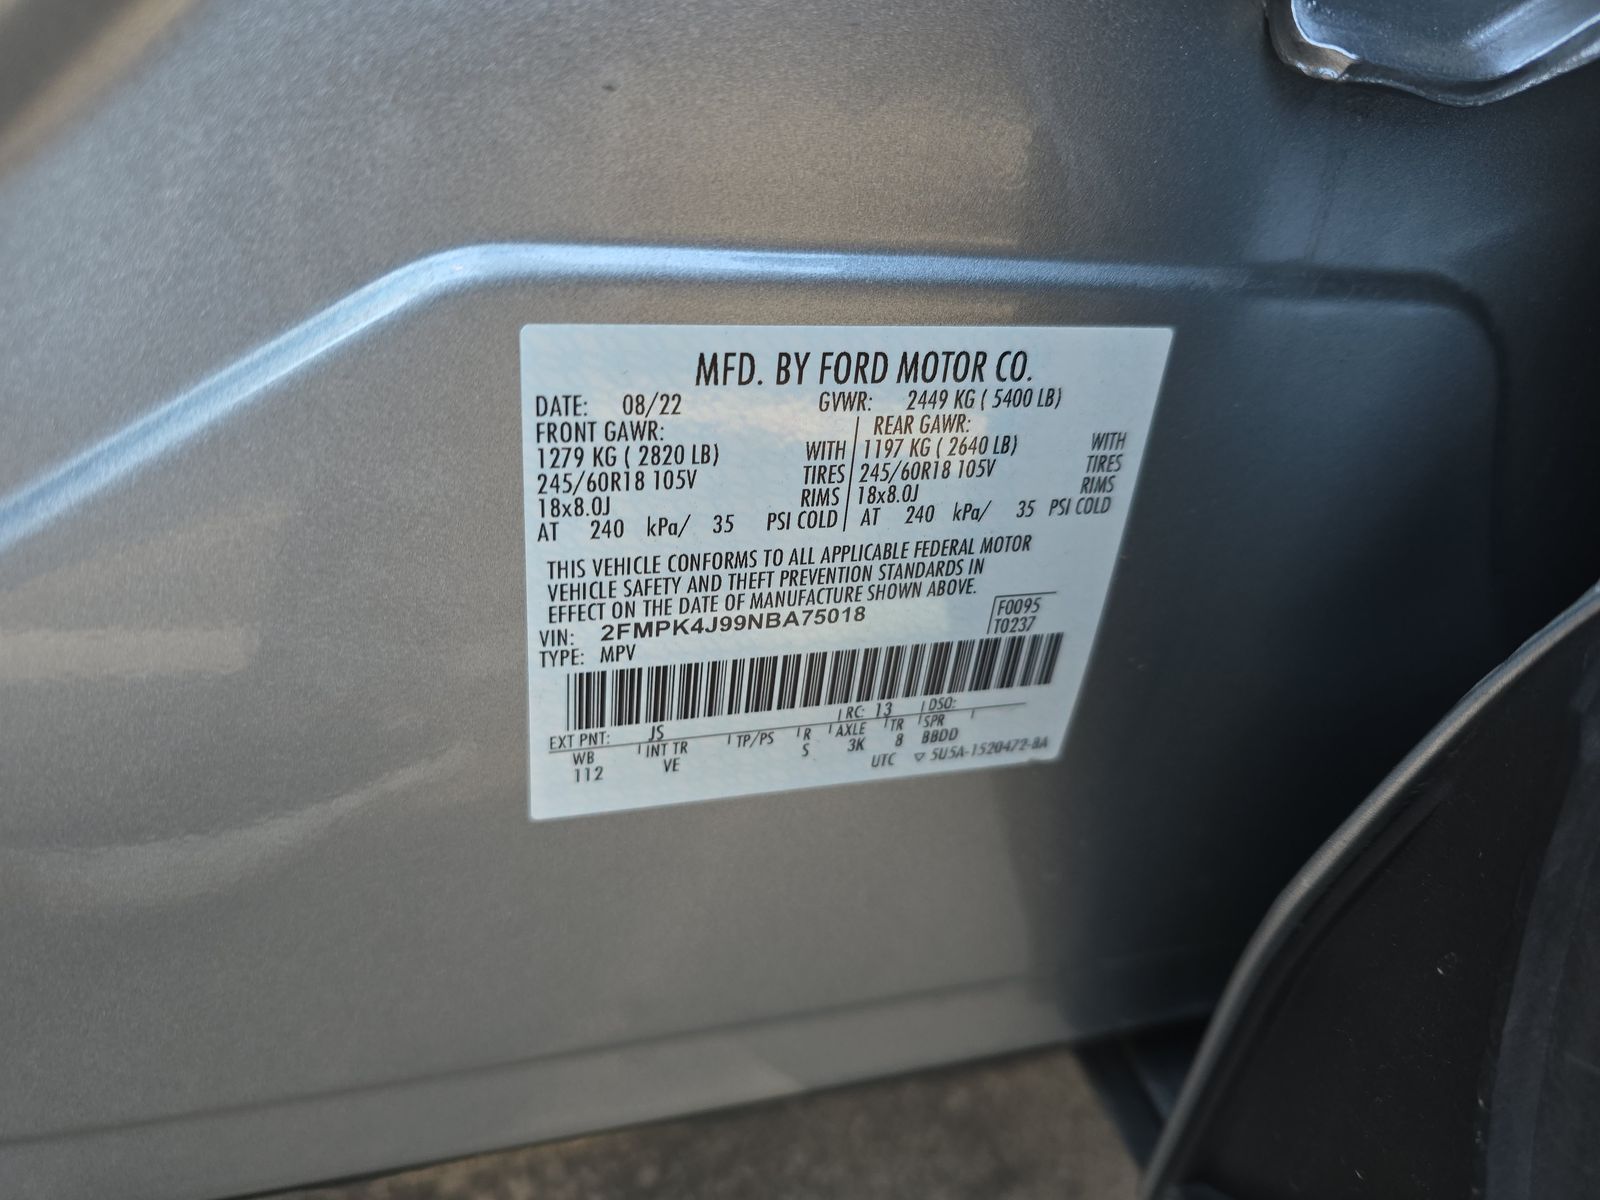 MFD. BY FORD MOTOR CO.
DATE: 08/22 GVWR: 2449 KG ( 5400 LB)
FRONT GAWR: REAR GAWR:
1279 KG ( 2820 LB) WITH 1197 KG ( 2640 LB) WITH
245/60R18 105V TIRES 245/60R18 105V TIRES
18x8.0J RIMS 18x8.0J RIMS
AT 240 kPa/ 35 PSI COLD AT 240 kPa/ 35 PSI COLD
THIS VEHICLE CONFORMS TO ALL APPLICABLE FEDERAL MOTOR
VEHICLE SAFETY AND THEFT PREVENTION STANDARDS IN
EFFECT ON THE DATE OF MANUFACTURE SHOWN ABOVE.
F0095
VIN: 2FMPK4J99NBA75018
T0237
TYPE: MPV
RC: 13 DSO:
EXT PNT: JS
WB INT TR TP/PS R AXLE TR SPR
112 VE S 3K 8 BBDD
UTC ▽ 5U5A-1520472-BA